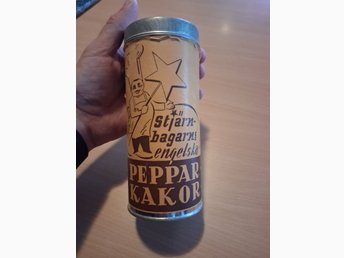 Stjärn-
bagarns
engelska
PEPPAR
KAKOR